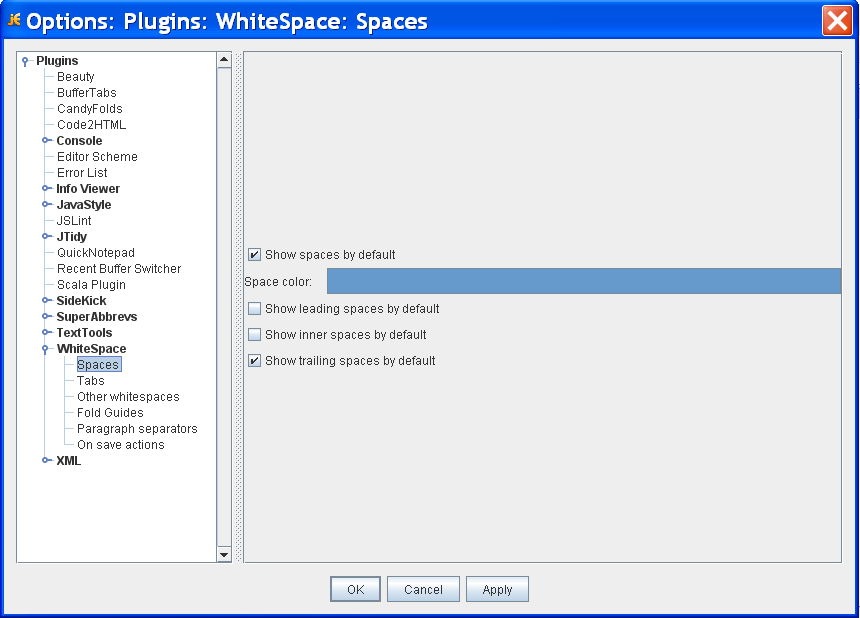 Options: Plugins: WhiteSpace: Spaces
Plugins
Beauty
BufferTabs
CandyFolds
Code2HTML
Console
Editor Scheme
Error List
Info Viewer
JavaStyle
JSLint
JTidy
QuickNotepad
Recent Buffer Switcher
Scala Plugin
SideKick
SuperAbbrevs
TextTools
WhiteSpace
Spaces
Tabs
Other whitespaces
Fold Guides
Paragraph separators
On save actions
XML
Show spaces by default
Space color:
Show leading spaces by default
Show inner spaces by default
Show trailing spaces by default
OK
Cancel
Apply